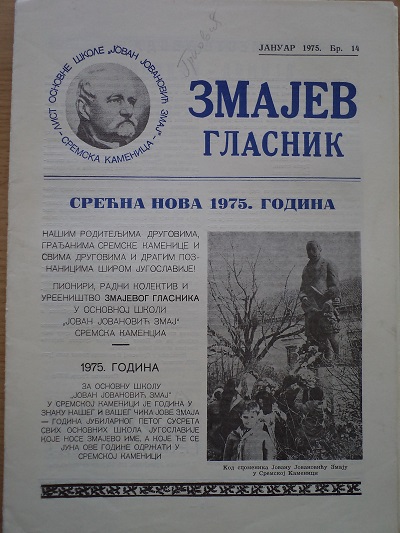 ЛИСТ ОСНОВНЕ ШКОЛЕ „ЈОВАН ЈОВАНОВИЋ ЗМАЈ"
СРЕМСКА КАМЕНИЦА
ЈАНУАР 1975. Бр. 14
ЗМАЈЕВ
ГЛАСНИК
СРЕЋНА НОВА 1975. ГОДИНА
НАШИМ РОДИТЕЉИМА, ДРУГОВИМА,
ГРАЂАНИМА СРЕМСКЕ КАМЕНИЦЕ И
СВИМА ДРУГОВИМА И ДРАГИМ ПОЗ-
НАНИЦИМА ШИРОМ ЈУГОСЛАВИЈЕ!
ПИОНИРИ, РАДНИ КОЛЕКТИВ И
УРЕЕНИШТВО ЗМАЈЕВОГ ГЛАСНИКА
У ОСНОВНОЈ ШКОЛИ
„ЈОВАН ЈОВАНОВИЋ ЗМАЈ"
СРЕМСКА КАМЕНЦИА
1975. ГОДИНА
ЗА ОСНОВНУ ШКОЛУ
„ЈОВАН ЈОВАНОВИЋ ЗМАЈ"
У СРЕМСКОЈ КАМЕНИЦИ ЈЕ ГОДИНА У
ЗНАКУ НАШЕГ И ВАШЕГ ЧИКА-ЈОВЕ ЗМАЈА
— ГОДИНА ЈУБИЛАРНОГ ПЕТОГ СУСРЕТА
СВИХ ОСНОВНИХ ШКОЛА ЈУГОСЛАВИЈЕ
КОЈЕ НОСЕ ЗМАЈЕВО ИМЕ, А КОЈЕ ЋЕ СЕ
ЈУНА ОВЕ ГОДИНЕ ОДРЖАТИ У
СРЕМСКОЈ КАМЕНИЦИ
Код споменика Јовану Јовановићу Змају
у Сремској Каменици